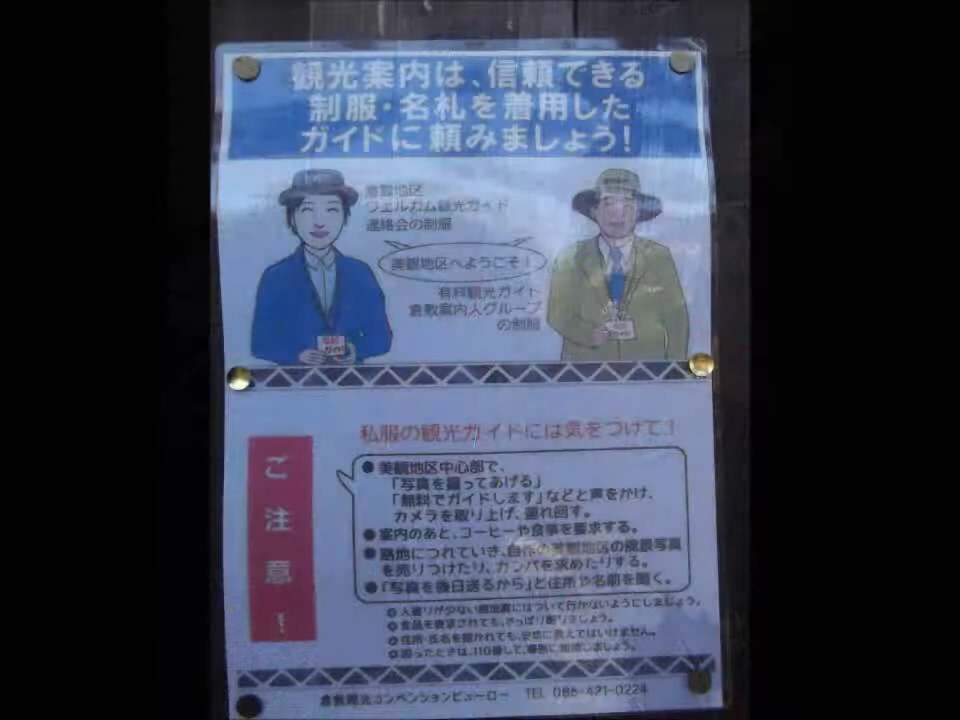 観光案内は、信頼できる
制服・名札を着用した
ガイドに頼みましょう!
美観地区
ウェルカム観光ガイド
連絡会の制服
美観地区へようこそ!
有料観光ガイド
倉敷案内人グループ
の制服
ガイド
私服の観光ガイドには気をつけて!
ご注意!
●美観地区中心部で、
「写真を撮ってあげる」
「無料でガイドします」などと声をかけ、
カメラを取り上げ、連れ回す。
●案内のあと、コーヒーや食事を要求する。
●路地につれていき、自作の美観地区の風景写真
を売りつけたり、カンパを求めたりする。
●「写真を後日送るから」と住所や名前を聞く。
人通りが少ない路地裏にはついて行かないようにしましょう。
金品を要求されても、きっぱり断りましょう。
住所・氏名を聞かれても、安易に教えてはいけません。
困ったときは、110番して、警察に通報しましょう。
倉敷観光コンベンションビューロー TEL 086-421-0224